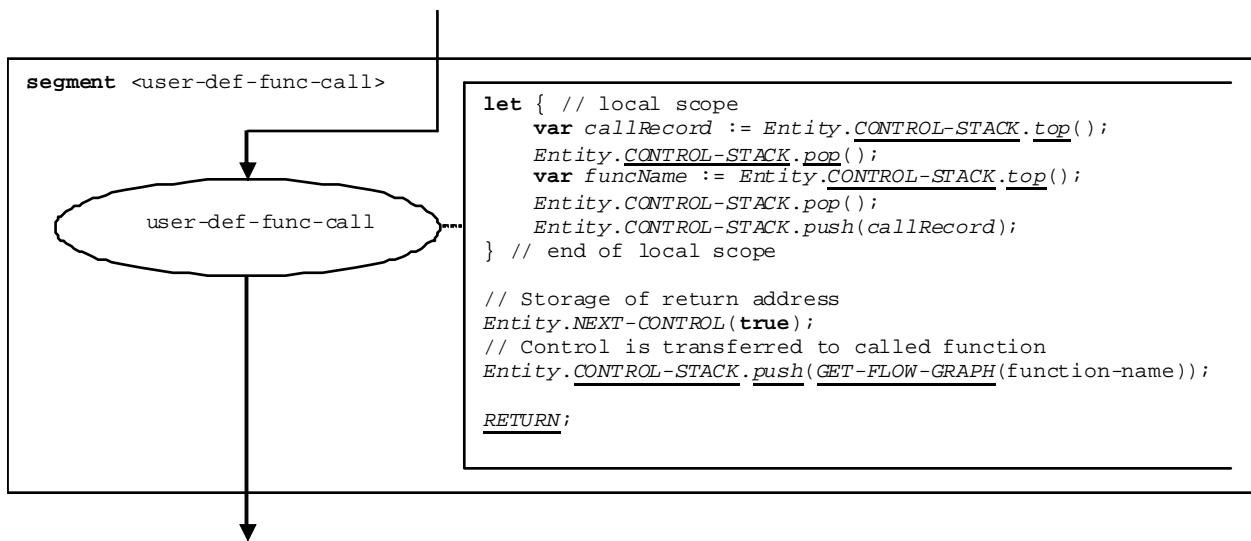 segment <user-def-func-call>
user-def-func-call
let { // local scope
var callRecord := Entity.CONTROL-STACK.top();
Entity.CONTROL-STACK.pop();
var funcName := Entity.CONTROL-STACK.top();
Entity.CONTROL-STACK.pop();
Entity.CONTROL-STACK.push(callRecord);
} // end of local scope
// Storage of return address
Entity.NEXT-CONTROL(true);
// Control is transferred to called function
Entity.CONTROL-STACK.push(GET-FLOW-GRAPH(function-name));
RETURN;